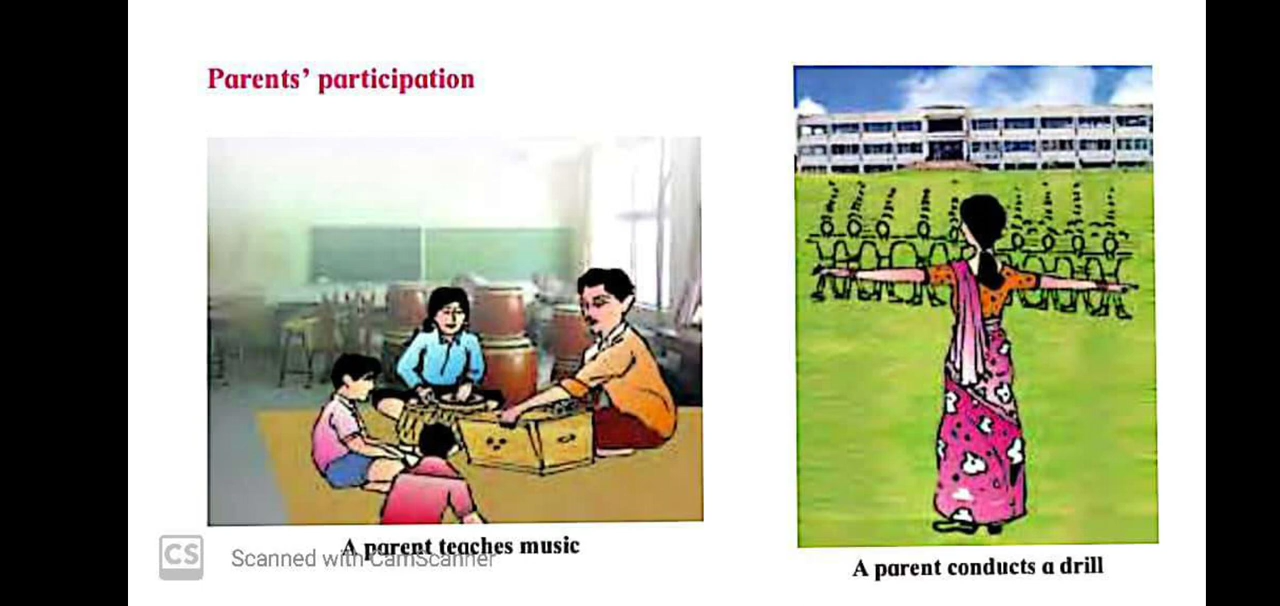 Parents' participation
A parent teaches music
CS Scanned with CamScanner
A parent conducts a drill